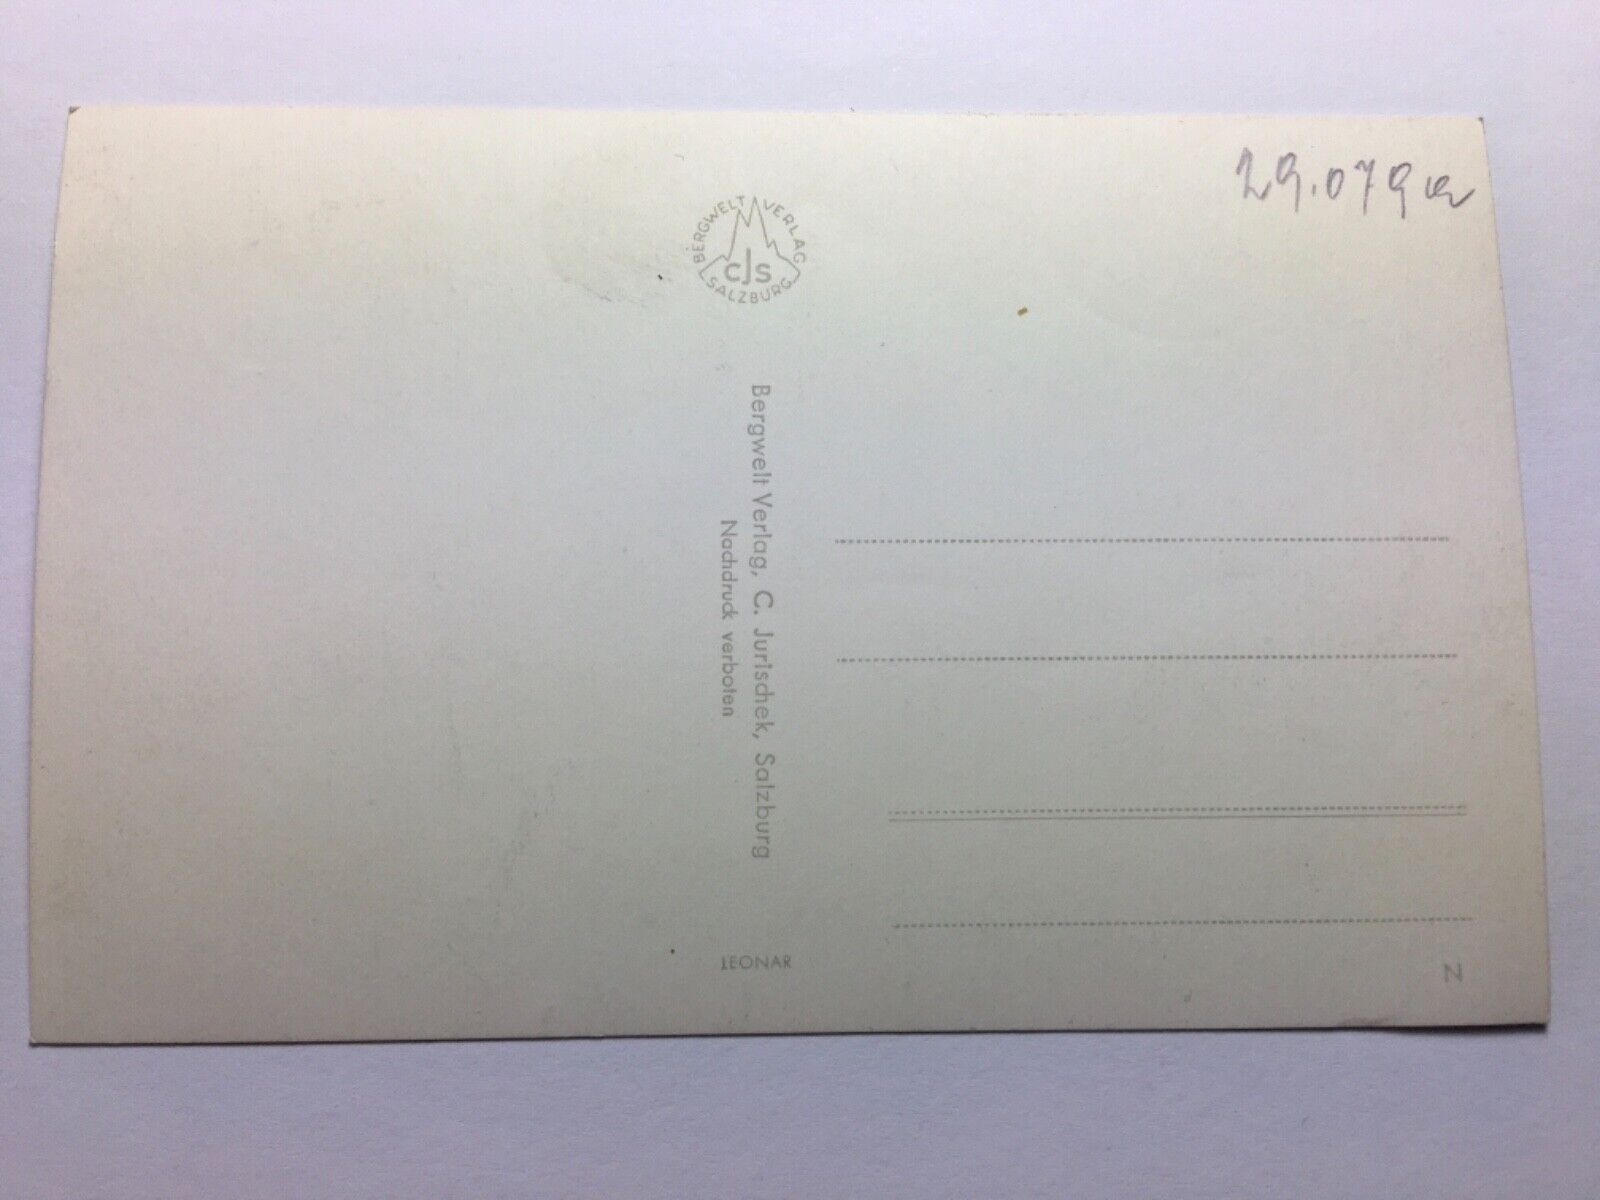 29.079a
BERGWELT VERLAG
CJS
SALZBURG
Bergwelt Verlag, C. Jurischek, Salzburg
Nachdruck verboten
LEONAR
Z